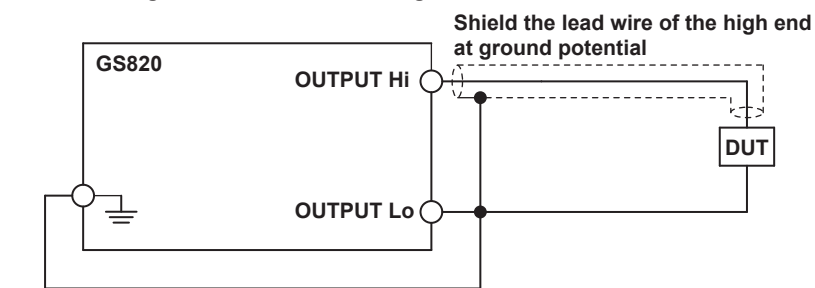 Shield the lead wire of the high end
at ground potential
GS820
OUTPUT Hi
DUT
OUTPUT Lo